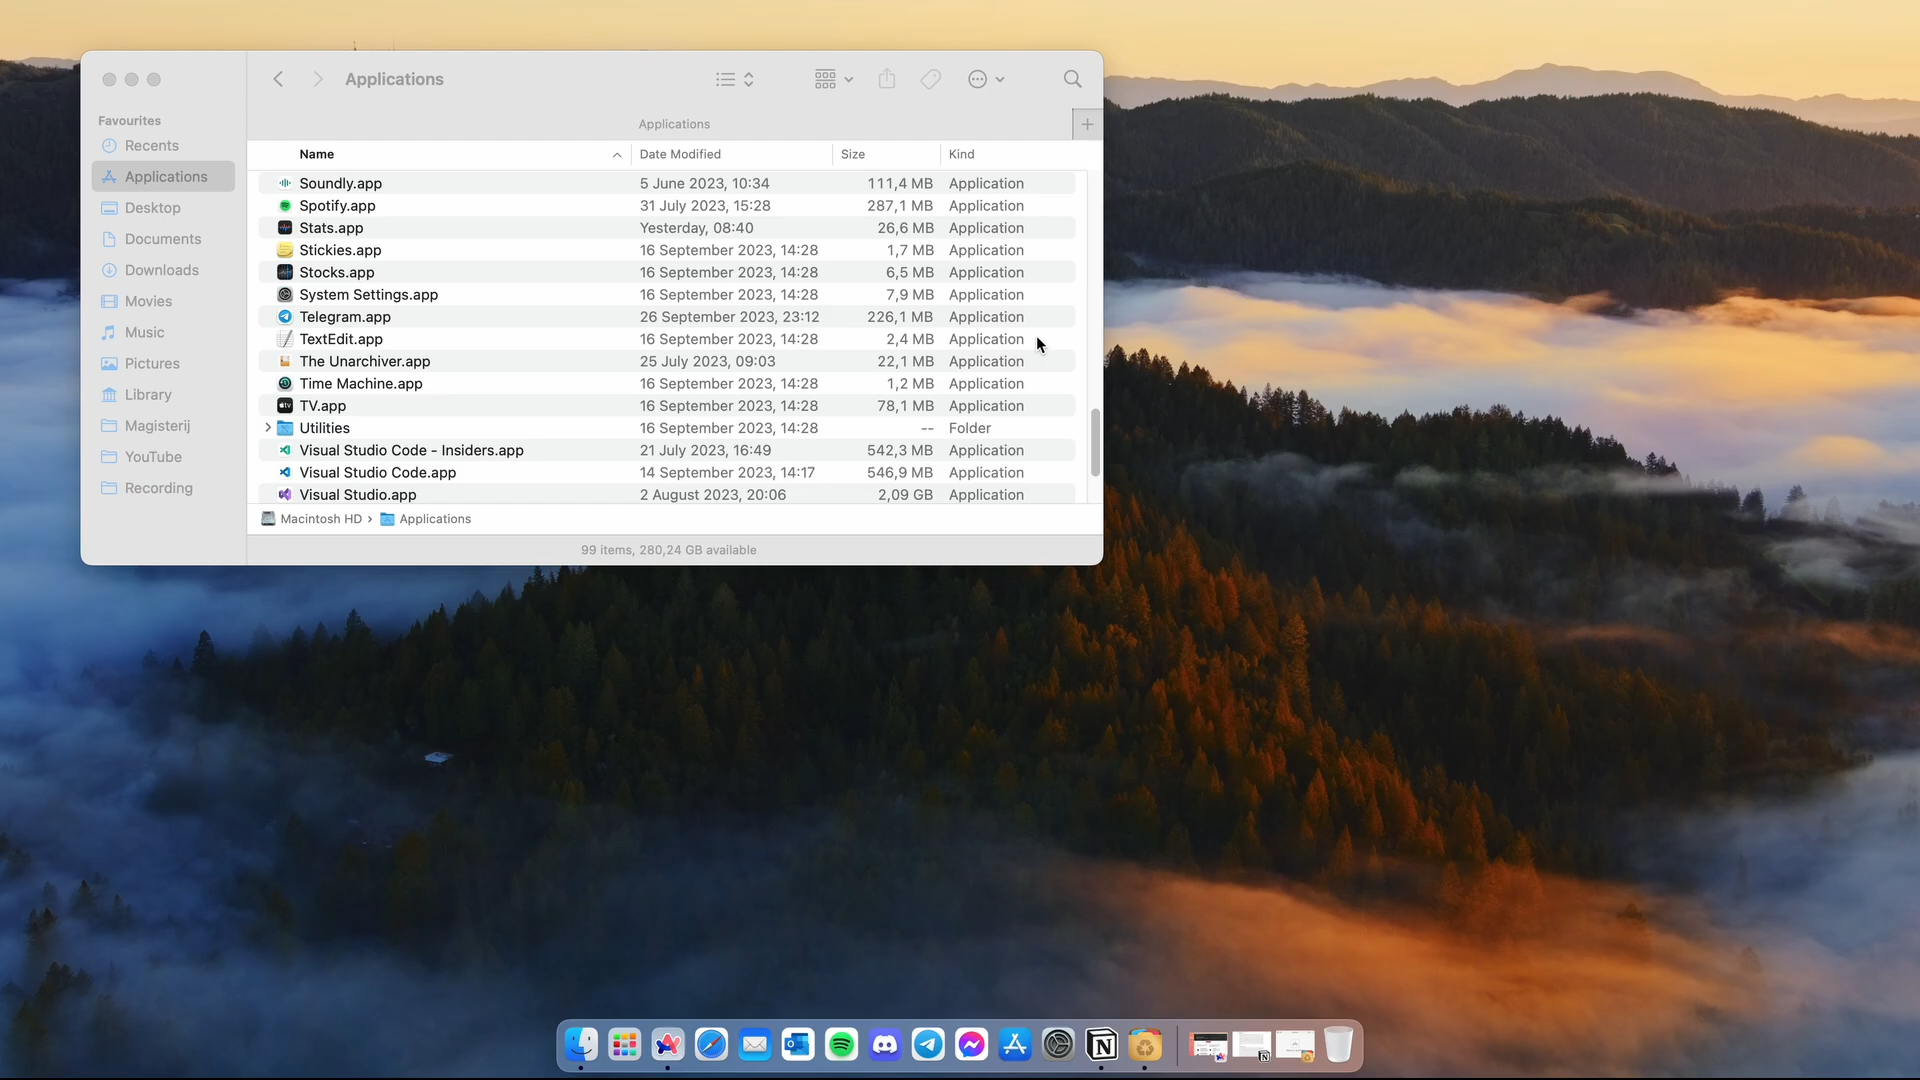 Applications
Favourites
Recents
Applications
Desktop
Documents
Downloads
Movies
Music
Pictures
Library
Magisterij
YouTube
Recording
Applications
Name Date Modified Size Kind
Soundly.app 5 June 2023, 10:34 111,4 MB Application
Spotify.app 31 July 2023, 15:28 287,1 MB Application
Stats.app Yesterday, 08:40 26,6 MB Application
Stickies.app 16 September 2023, 14:28 1,7 MB Application
Stocks.app 16 September 2023, 14:28 6,5 MB Application
System Settings.app 16 September 2023, 14:28 7,9 MB Application
Telegram.app 26 September 2023, 23:12 226,1 MB Application
TextEdit.app 16 September 2023, 14:28 2,4 MB Application
The Unarchiver.app 25 July 2023, 09:03 22,1 MB Application
Time Machine.app 16 September 2023, 14:28 1,2 MB Application
TV.app 16 September 2023, 14:28 78,1 MB Application
Utilities 16 September 2023, 14:28 -- Folder
Visual Studio Code - Insiders.app 21 July 2023, 16:49 542,3 MB Application
Visual Studio Code.app 14 September 2023, 14:17 546,9 MB Application
Visual Studio.app 2 August 2023, 20:06 2,09 GB Application
Macintosh HD › Applications
99 items, 280,24 GB available